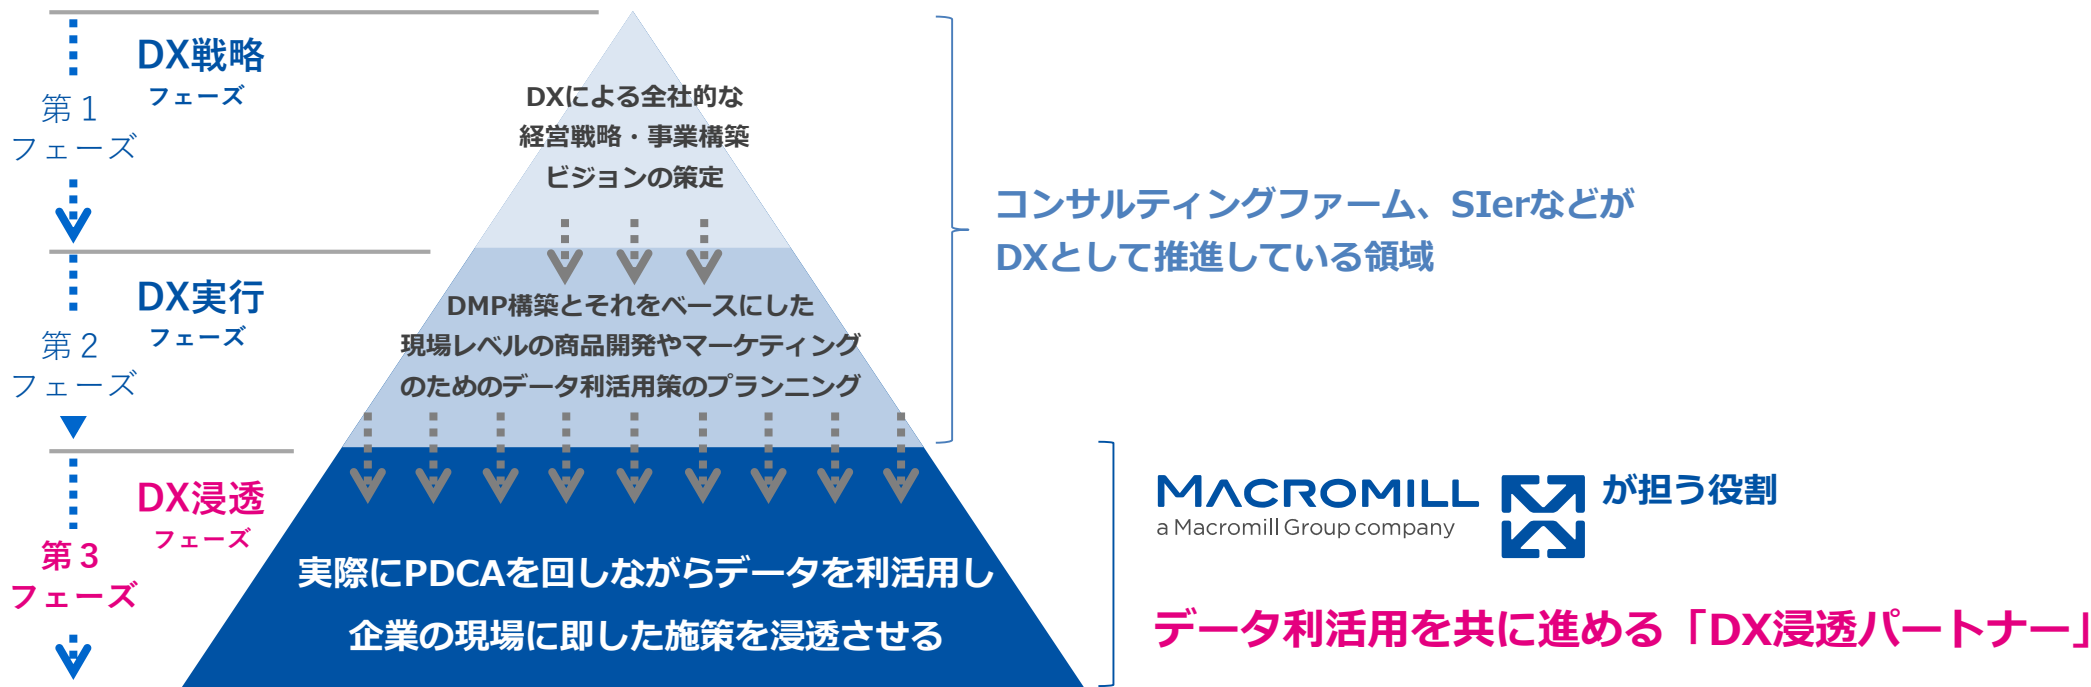 DX戦略
フェーズ
第１
フェーズ
DXによる全社的な
経営戦略・事業構築
ビジョンの策定
コンサルティングファーム、SIerなどが
DXとして推進している領域
DX実行
フェーズ
第２
フェーズ
DMP構築とそれをベースにした
現場レベルの商品開発やマーケティング
のためのデータ利活用策のプランニング
DX浸透
フェーズ
第３
フェーズ
実際にPDCAを回しながらデータを利活用し
企業の現場に即した施策を浸透させる
MACROMILL が担う役割
a Macromill Group company
データ利活用を共に進める「DX浸透パートナー」